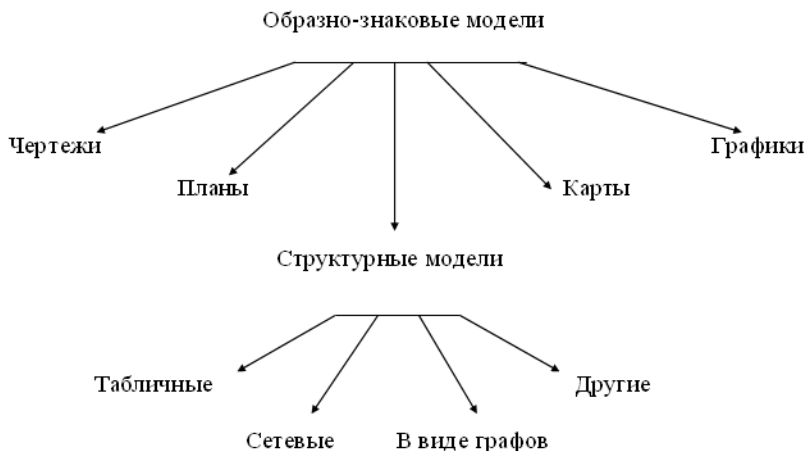 Образно-знаковые модели
Чертежи
Графики
Планы
Карты
Структурные модели
Табличные
Другие
Сетевые
В виде графов